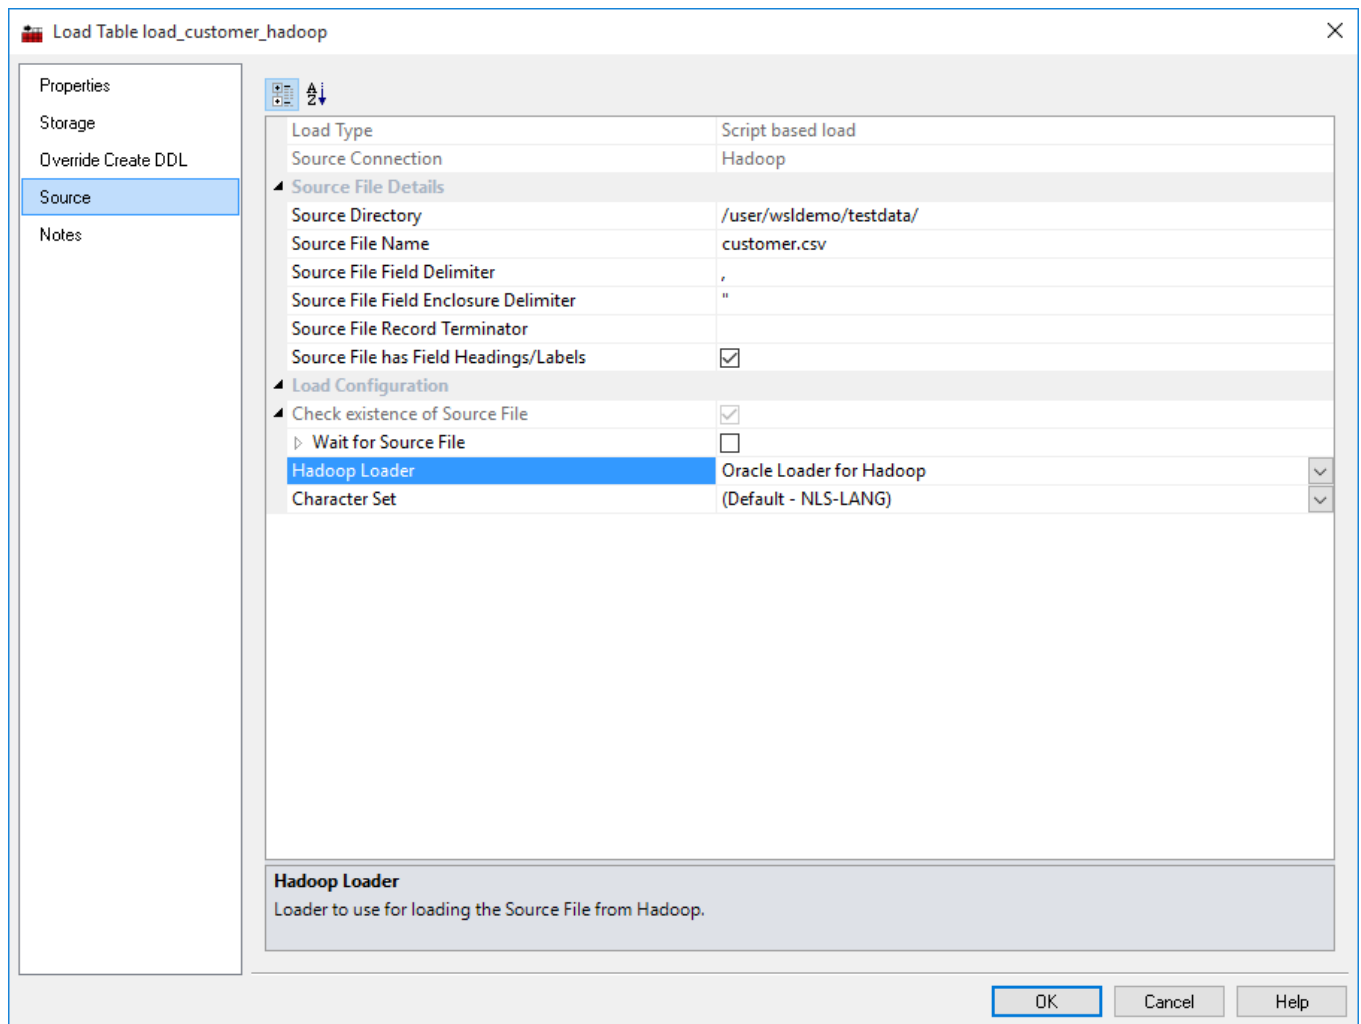 Load Table load_customer_hadoop
Properties
Storage
Override Create DDL
Source
Notes
Load Type Script based load
Source Connection Hadoop
Source File Details
Source Directory /user/wsldemo/testdata/
Source File Name customer.csv
Source File Field Delimiter ,
Source File Field Enclosure Delimiter "
Source File Record Terminator
Source File has Field Headings/Labels
Load Configuration
Check existence of Source File
Wait for Source File
Hadoop Loader Oracle Loader for Hadoop
Character Set (Default - NLS-LANG)
Hadoop Loader
Loader to use for loading the Source File from Hadoop.
OK Cancel Help